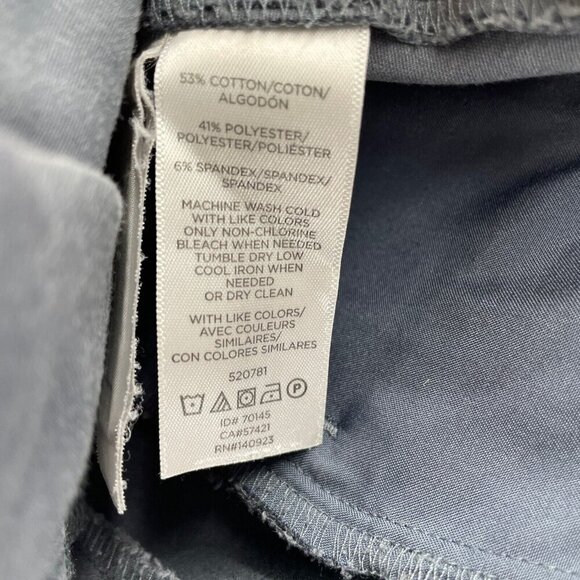 53% COTTON/COTON/
ALGODÓN
41% POLYESTER/
POLYESTER/POLIÉSTER
6% SPANDEX/SPANDEX/
SPANDEX
MACHINE WASH COLD
WITH LIKE COLORS
ONLY NON-CHLORINE
BLEACH WHEN NEEDED
TUMBLE DRY LOW
COOL IRON WHEN
NEEDED
OR DRY CLEAN
WITH LIKE COLORS/
AVEC COULEURS
SIMILAIRES/
CON COLORES SIMILARES
520781
P
ID# 70145
CA#57421
RN#140923